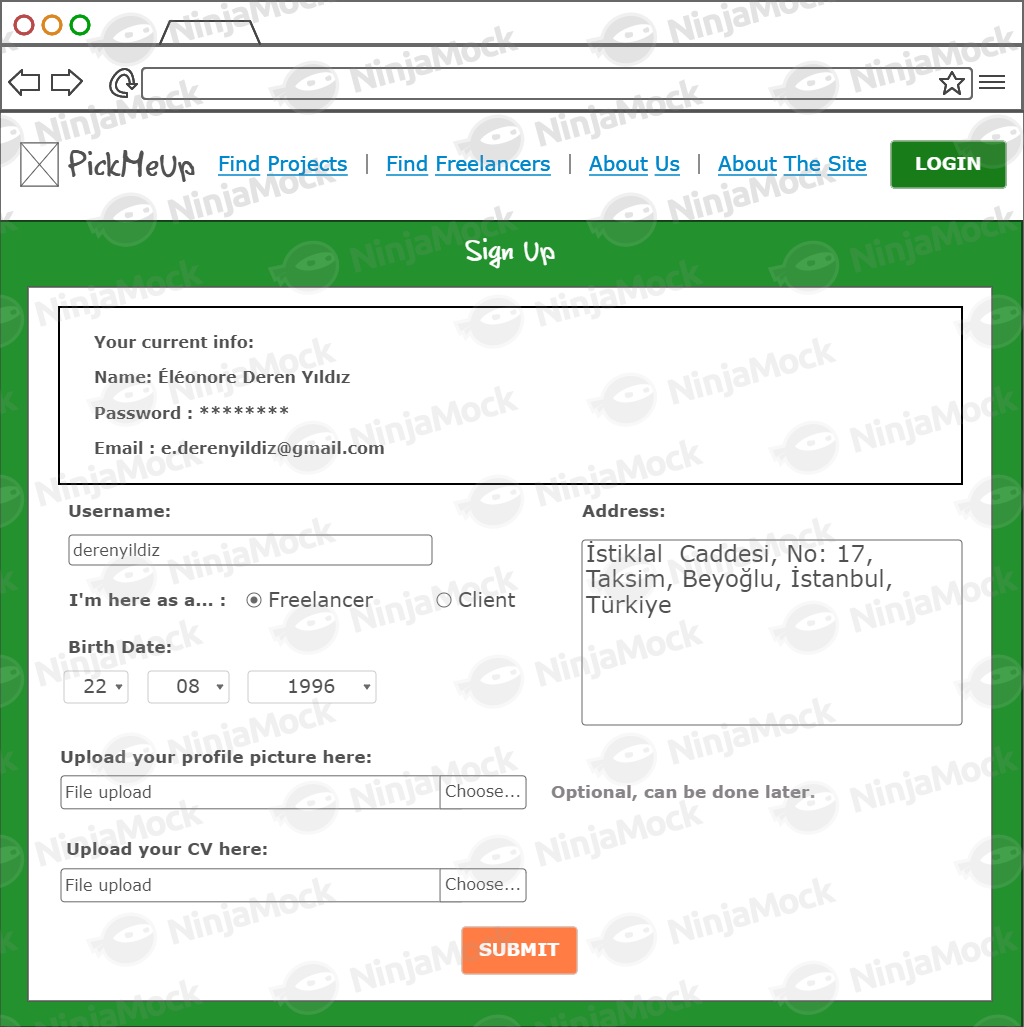 PickMeUp Find Projects | Find Freelancers | About Us | About The Site LOGIN
Sign Up
Your current info:
Name: Éléonore Deren Yıldız
Password : ********
Email : e.derenyildiz@gmail.com
Username:
derenyildiz
I'm here as a... : Freelancer Client
Birth Date:
22 08 1996
Address:
İstiklal  Caddesi, No: 17,
Taksim, Beyoğlu, İstanbul,
Türkiye
Upload your profile picture here:
File upload Choose... Optional, can be done later.
Upload your CV here:
File upload Choose...
SUBMIT
NinjaMock